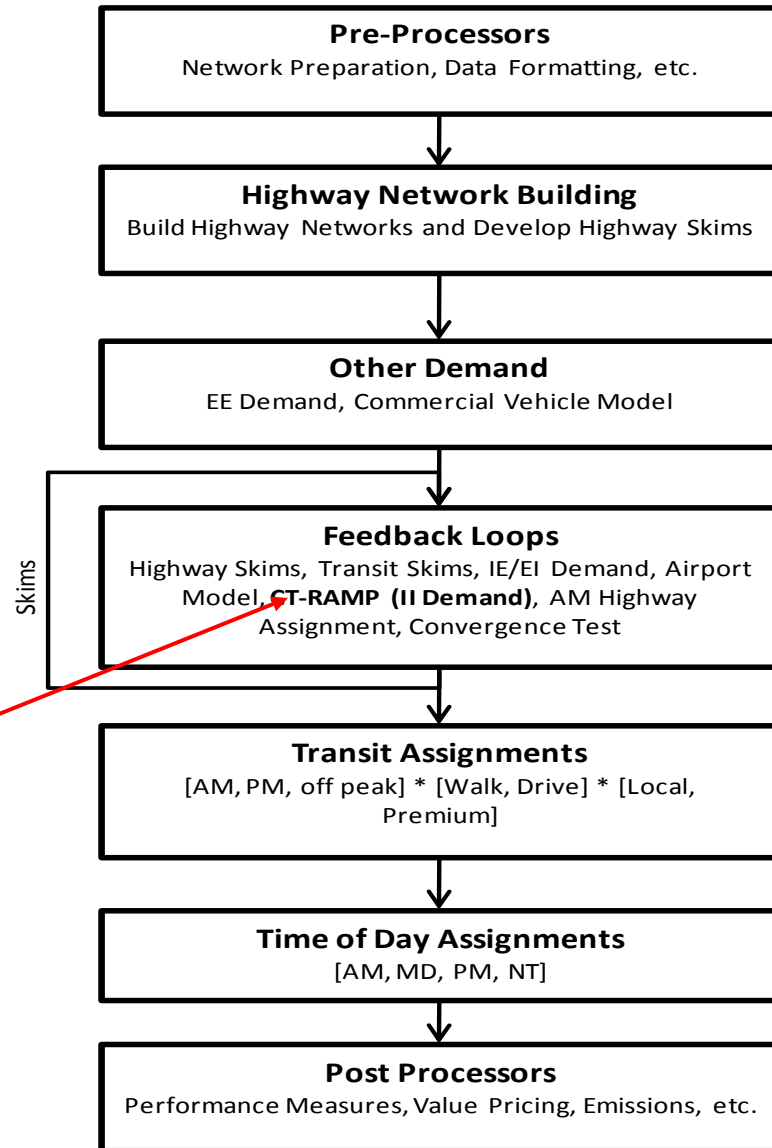 Pre-Processors
Network Preparation, Data Formatting, etc.
Highway Network Building
Build Highway Networks and Develop Highway Skims
Other Demand
EE Demand, Commercial Vehicle Model
Skims
Feedback Loops
Highway Skims, Transit Skims, IE/EI Demand, Airport
Model, CT-RAMP (II Demand), AM Highway
Assignment, Convergence Test
Transit Assignments
[AM, PM, off peak] * [Walk, Drive] * [Local,
Premium]
Time of Day Assignments
[AM, MD, PM, NT]
Post Processors
Performance Measures, Value Pricing, Emissions, etc.